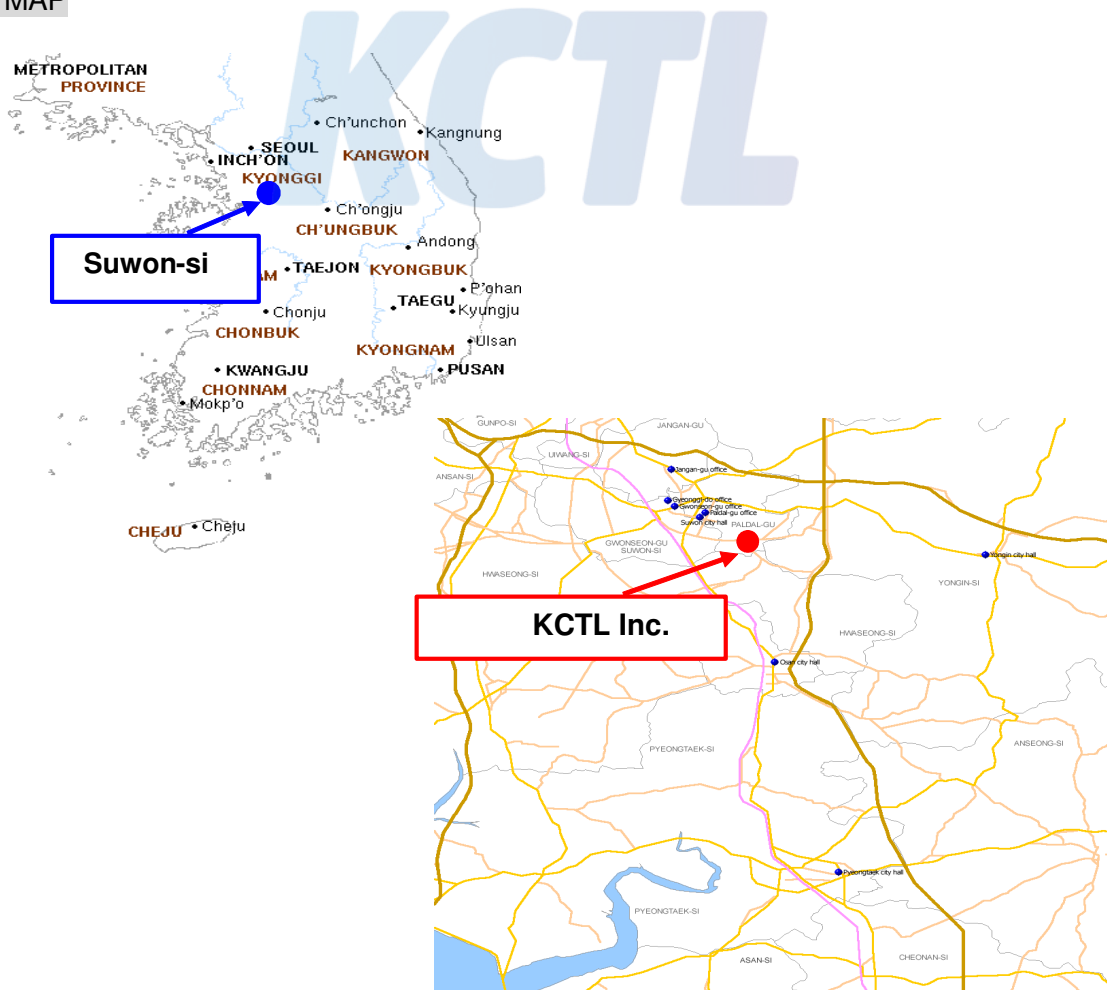 MAP
KCTL
METROPOLITAN
PROVINCE
Ch'unchon
Kangnung
SEOUL
KANGWON
INCH'ON
KYONGGI
Ch'ongju
CH'UNGBUK
Suwon-si
Andong
AM
TAEJON
KYONGBUK
P'ohan
TAEGU
Kyungju
Chonju
CHONBUK
Ulsan
KYONGNAM
KWANGJU
PUSAN
CHONNAM
Mokp'o
CHEJU
Cheju
GUNPO-SI
JANGAN-GU
UIWANG-SI
Jangan-gu office
ANSAN-SI
Gyeonggi-do office
Gwonseon-gu office
Paldal-gu office
Suwon city hall
PALDAL-GU
GWONSEON-GU
SUWON-SI
Yongin city hall
HWASEONG-SI
YONGIN-SI
KCTL Inc.
HWASEONG-SI
Osan city hall
PYEONGTAEK-SI
ANSEONG-SI
Pyeongtaek city hall
PYEONGTAEK-SI
ASAN-SI
CHEONAN-SI